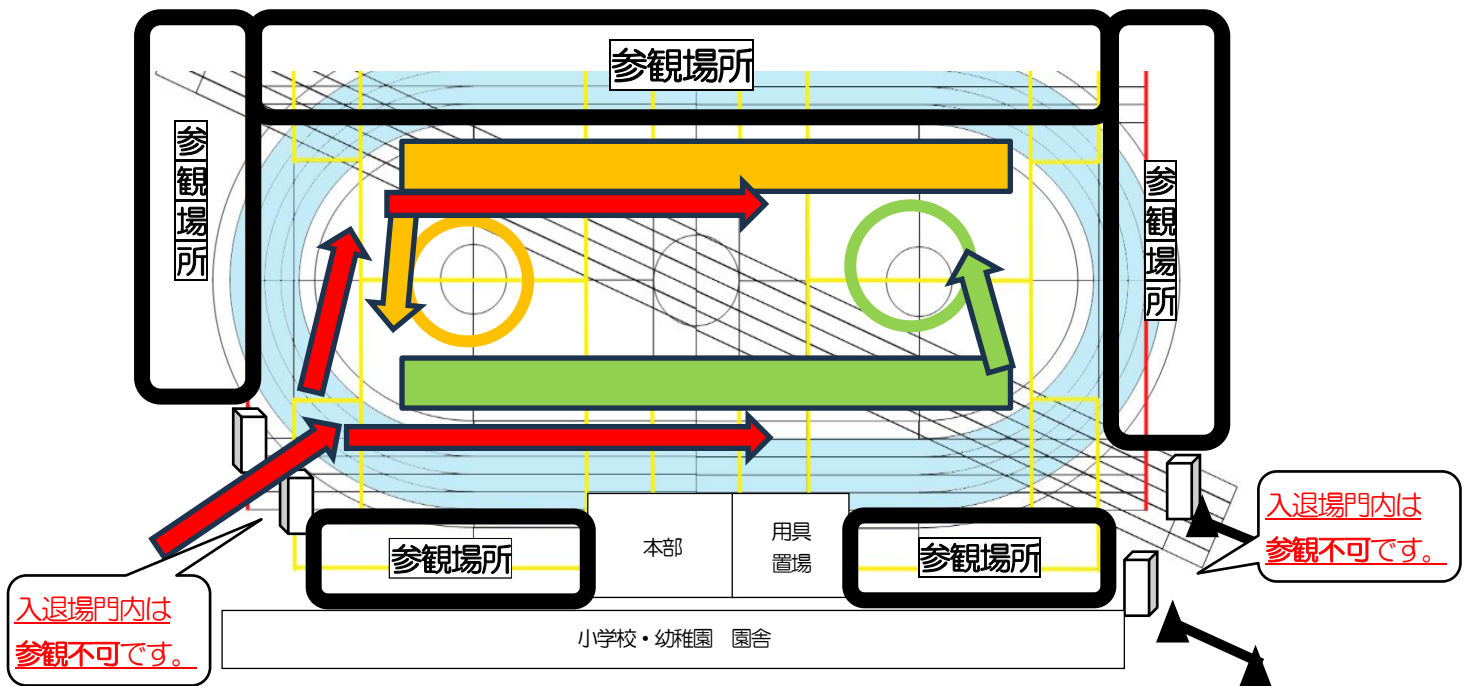 参観場所
参観場所
参観場所
入退場門内は
参観不可です。
参観場所
本部
用具
置場
参観場所
入退場門内は
参観不可です。
小学校・幼稚園　園舎